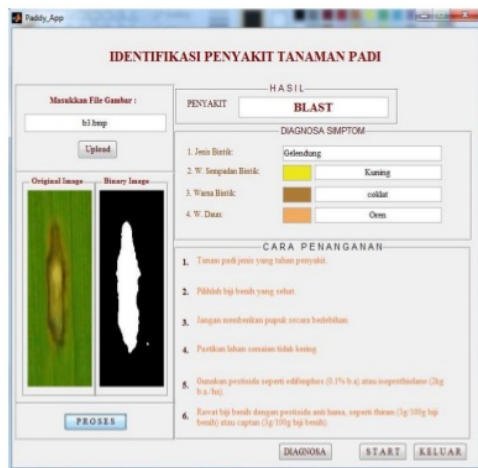 Paddy_App
IDENTIFIKASI PENYAKIT TANAMAN PADI
Masukkan File Gambar :
b3.bmp
Upload
Original Image
Binary Image
PROSES
HASIL
PENYAKIT
BLAST
DIAGNOSA SIMPTOM
1. Jenis Bintik:
Gelendung
2. W. Sempadan Bintik:
Kuning
3. Warna Bintik:
coklat
4. W. Daun:
Oren
CARA PENANGANAN
1. Tanam padi jenis yang tahan penyakit.
2. Pilihlah biji benih yang sehat.
3. Jangan memberikan pupuk secara berlebihan
4. Pastikan lahan semaian tidak kering
5. Gunakan pestisida seperti edifenphos (0.1% b.a) atau isoprothiolane (2kg
b.a./ha).
6. Rawat biji benih dengan pestisida anti hama, seperti thiram (3g/100g biji
benih) atau captan (3g/100g biji benih).
DIAGNOSA
START
KELUAR